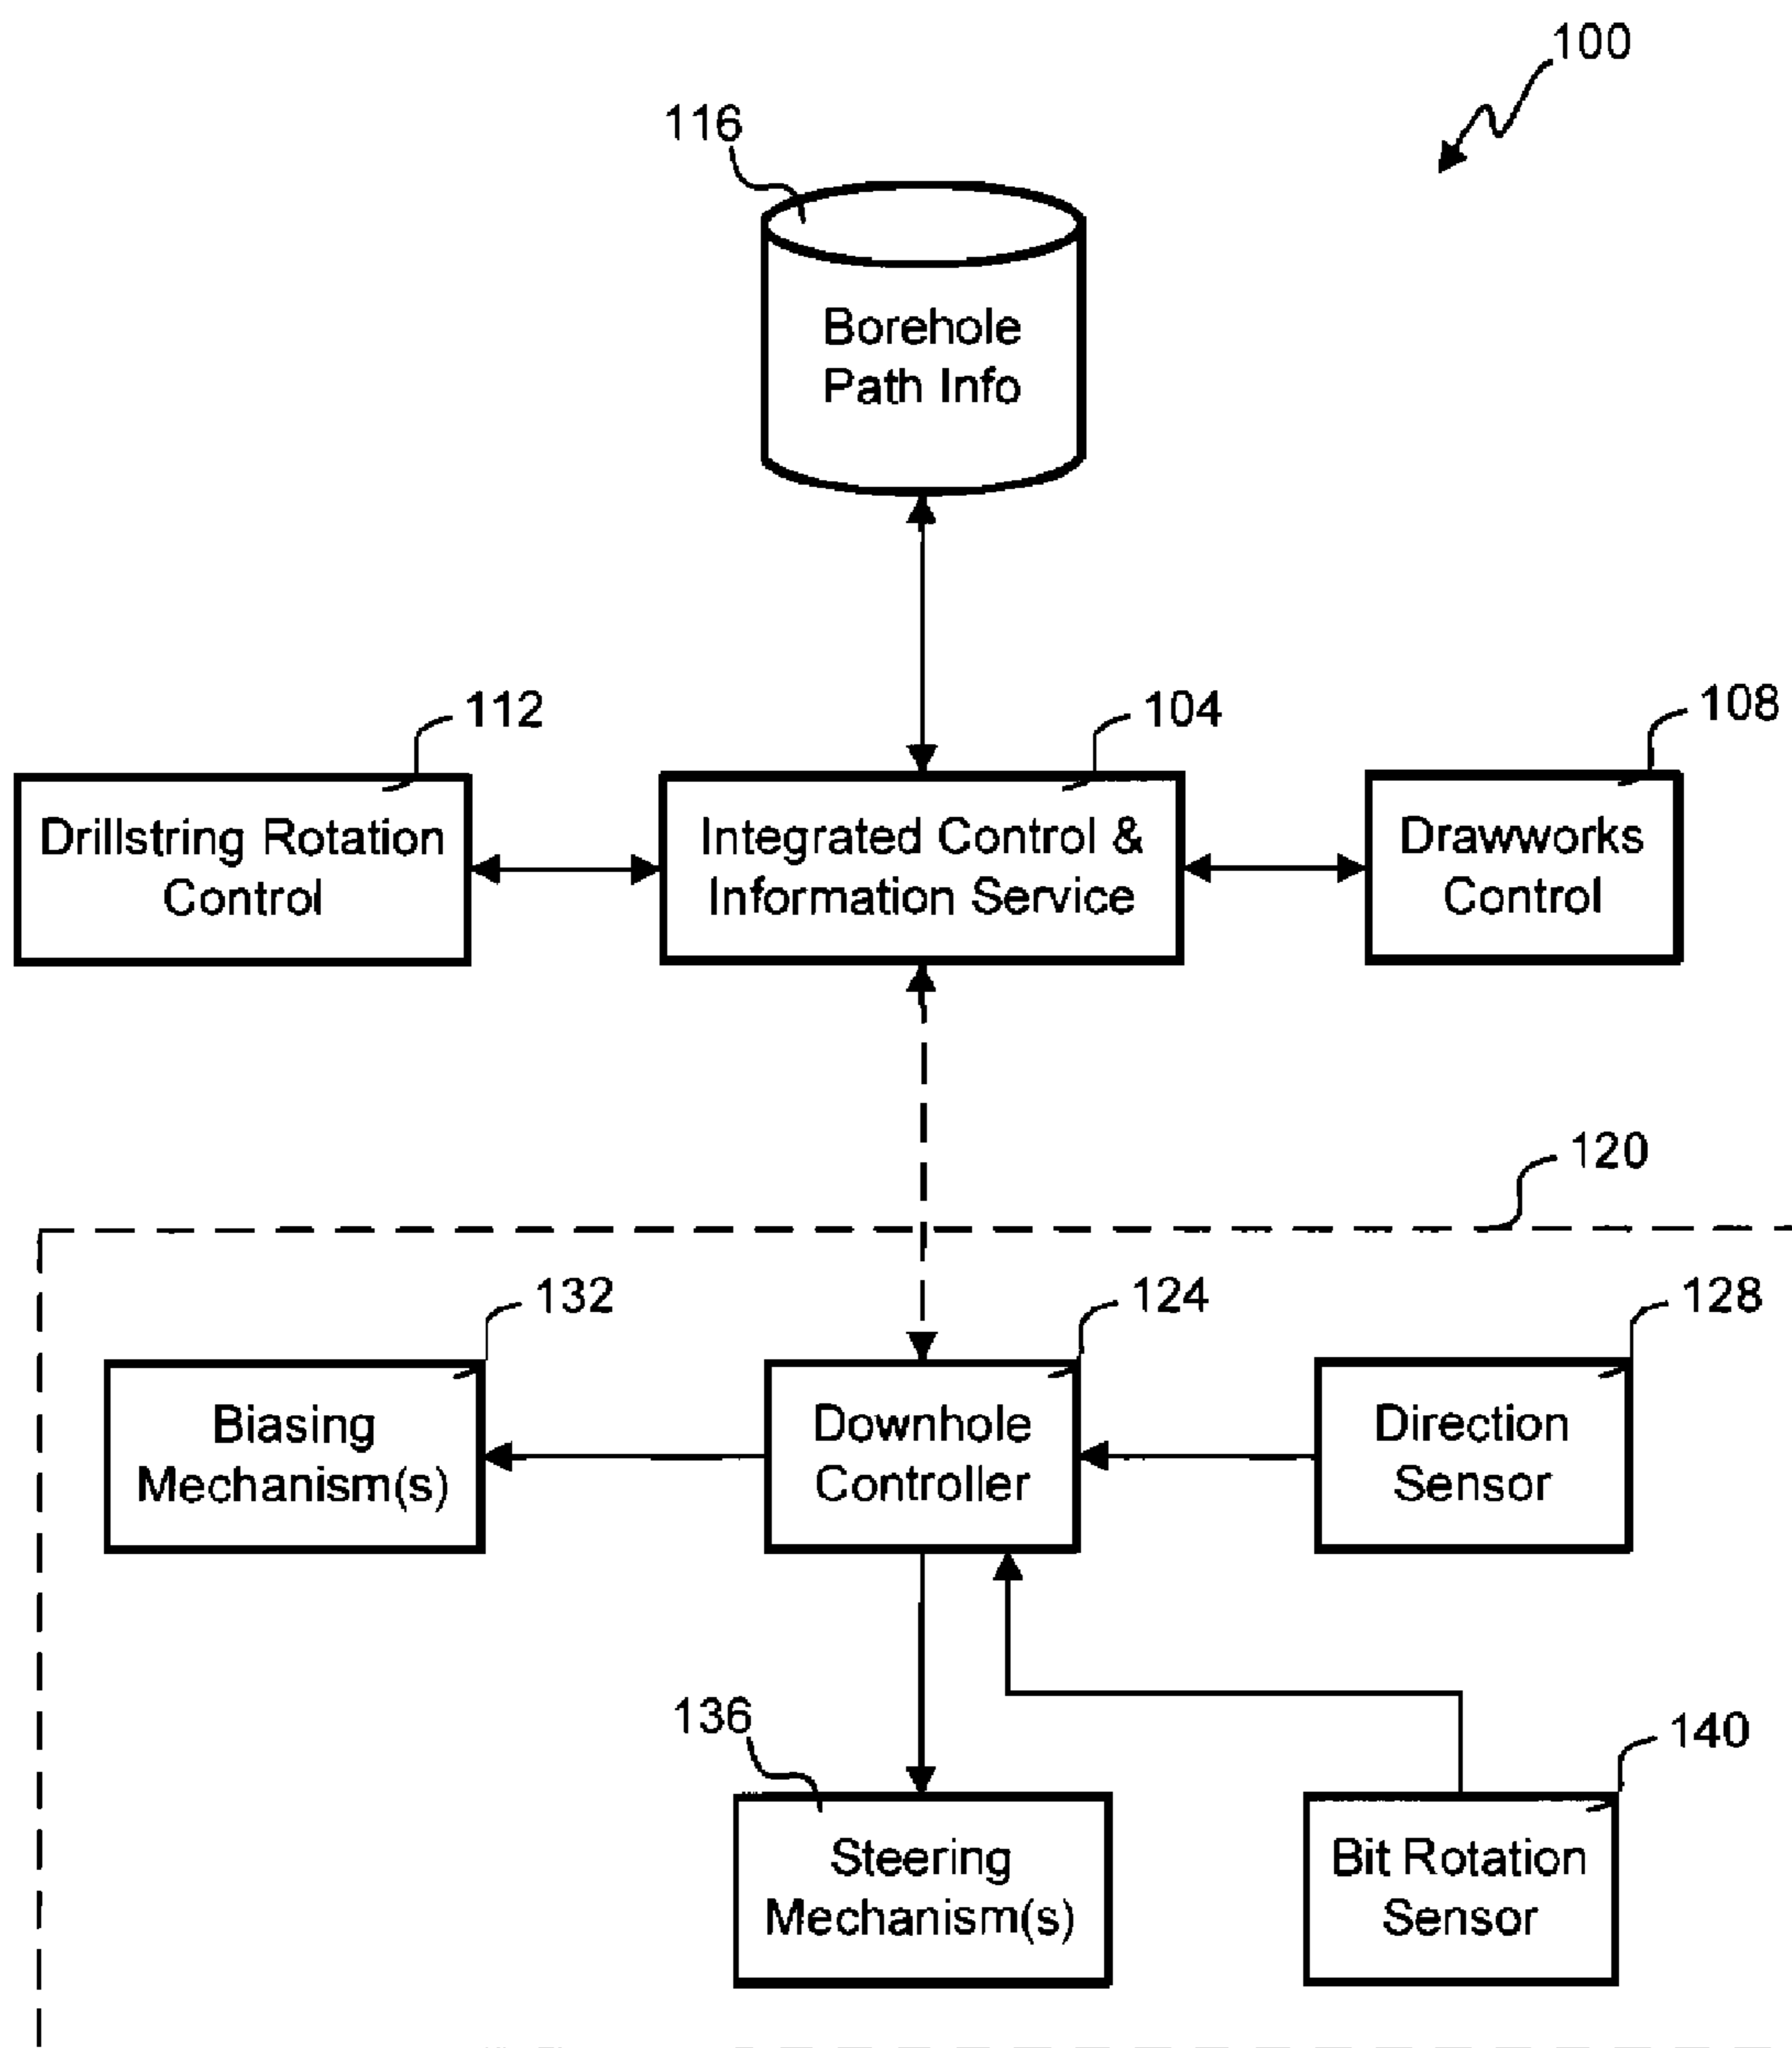 100
116
Borehole
Path Info
112
104
108
Drillstring Rotation
Control
Integrated Control &
Information Service
Drawworks
Control
120
132
124
128
Biasing
Mechanism(s)
Downhole
Controller
Direction
Sensor
136
140
Steering
Mechanism(s)
Bit Rotation
Sensor